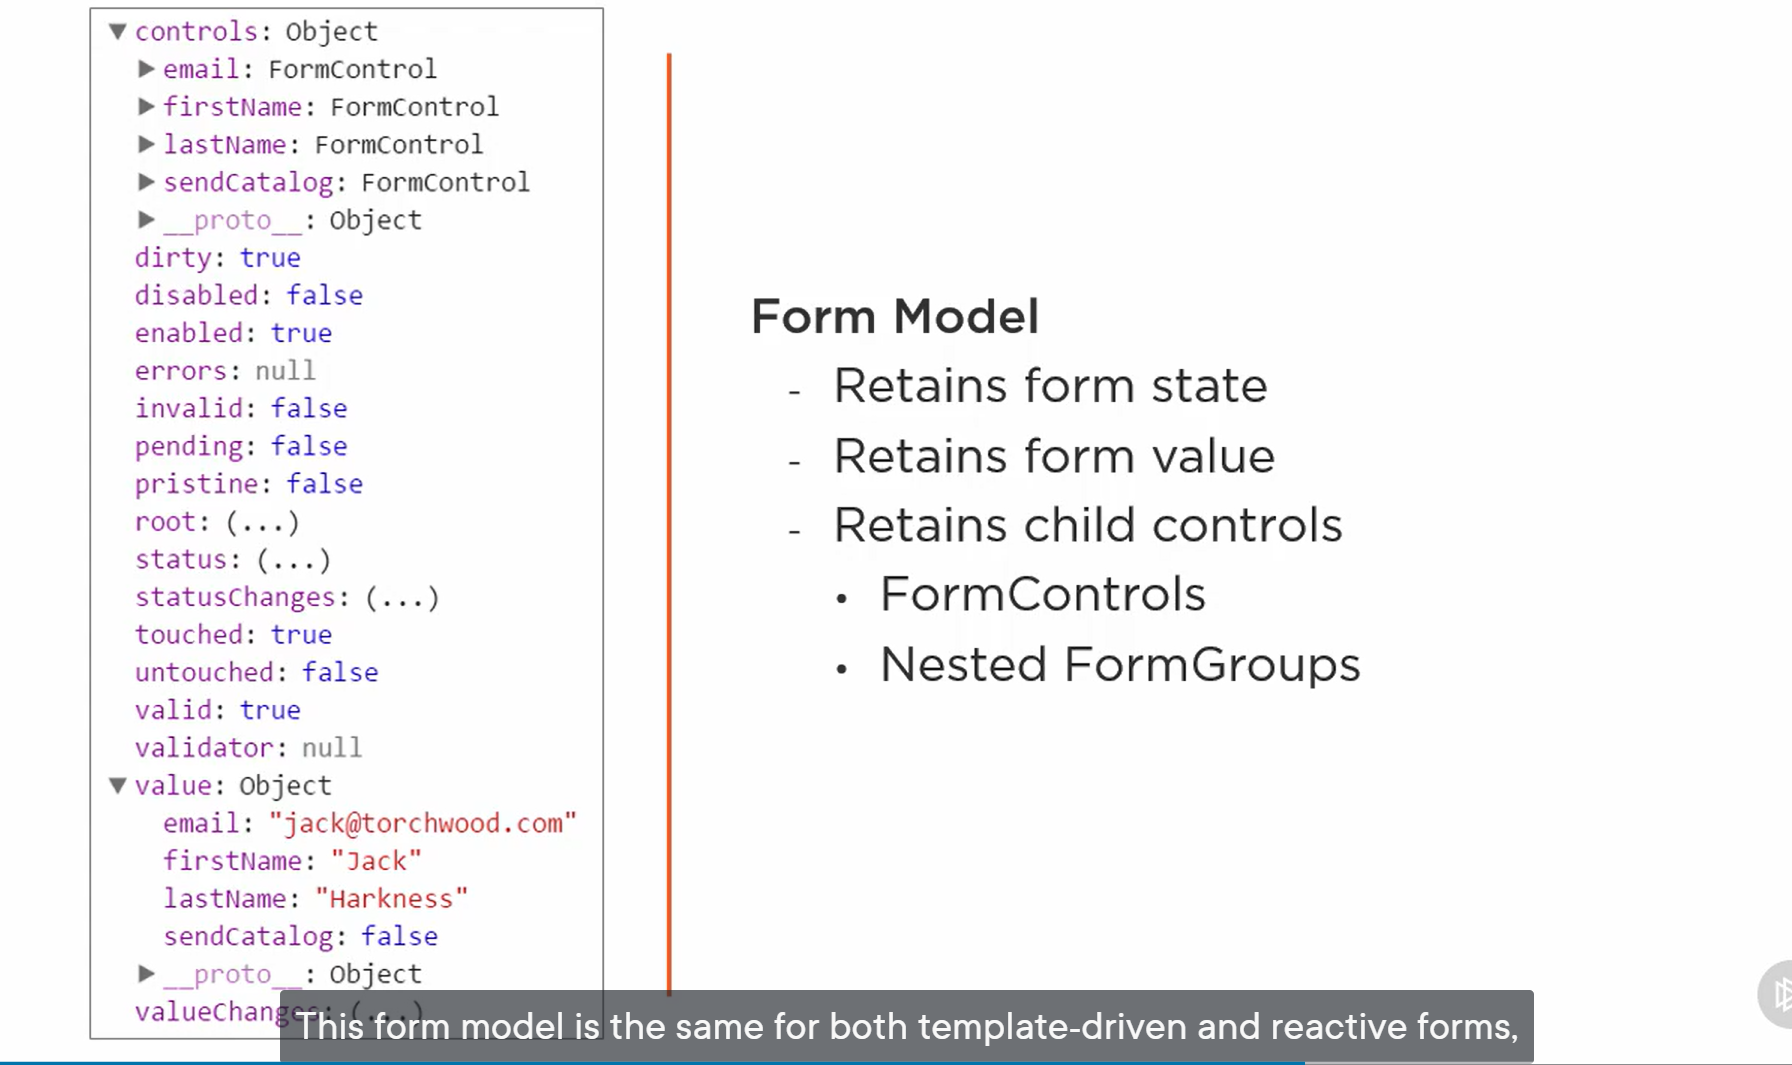 ▼ controls: Object
▶ email: FormControl
▶ firstName: FormControl
▶ lastName: FormControl
▶ sendCatalog: FormControl
▶ __proto__: Object
dirty: true
disabled: false
enabled: true
errors: null
invalid: false
pending: false
pristine: false
root: (...)
status: (...)
statusChanges: (...)
touched: true
untouched: false
valid: true
validator: null
▼ value: Object
email: "jack@torchwood.com"
firstName: "Jack"
lastName: "Harkness"
sendCatalog: false
▶ __proto__: Object
valueChanges: (...)
Form Model
- Retains form state
- Retains form value
- Retains child controls
• FormControls
• Nested FormGroups
This form model is the same for both template-driven and reactive forms,